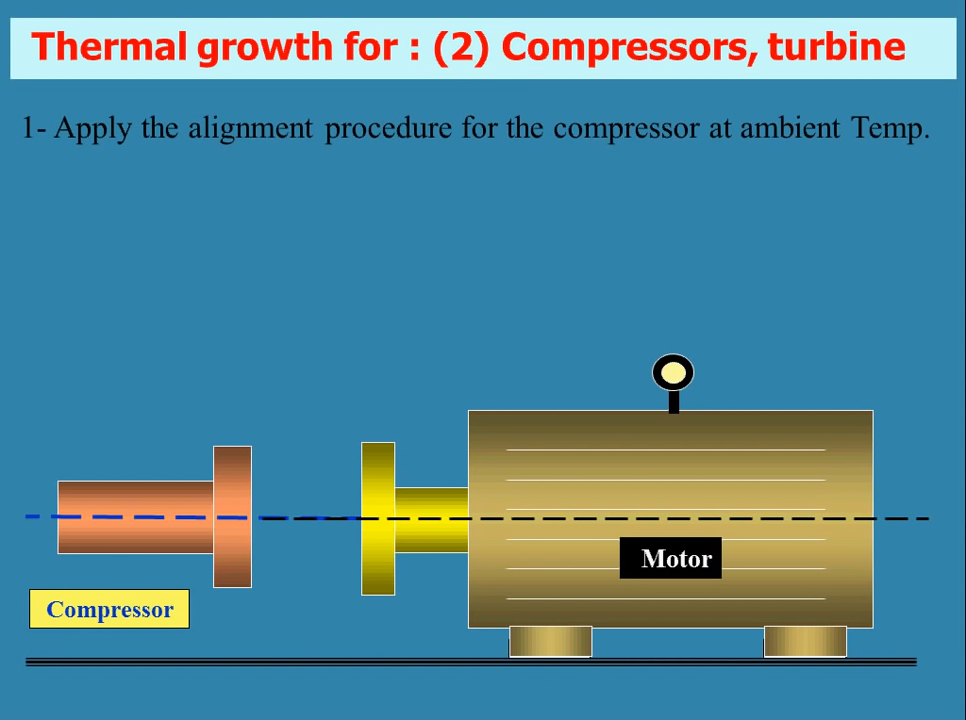 Thermal growth for : (2) Compressors, turbine
1- Apply the alignment procedure for the compressor at ambient Temp.
Motor
Compressor